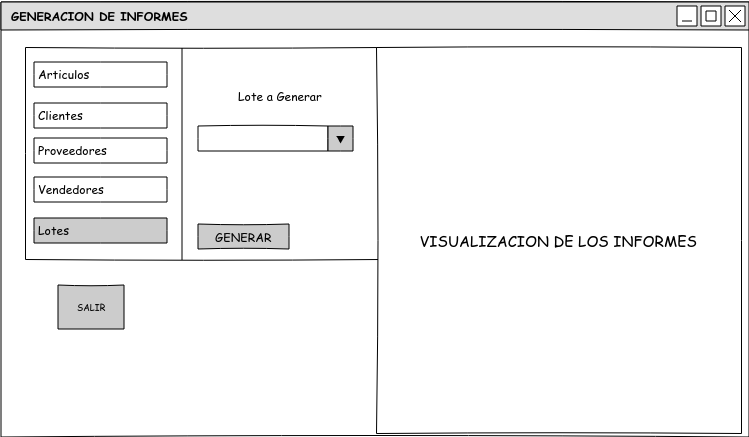 GENERACION DE INFORMES
Articulos
Clientes
Proveedores
Vendedores
Lotes
Lote a Generar
GENERAR
SALIR
VISUALIZACION DE LOS INFORMES